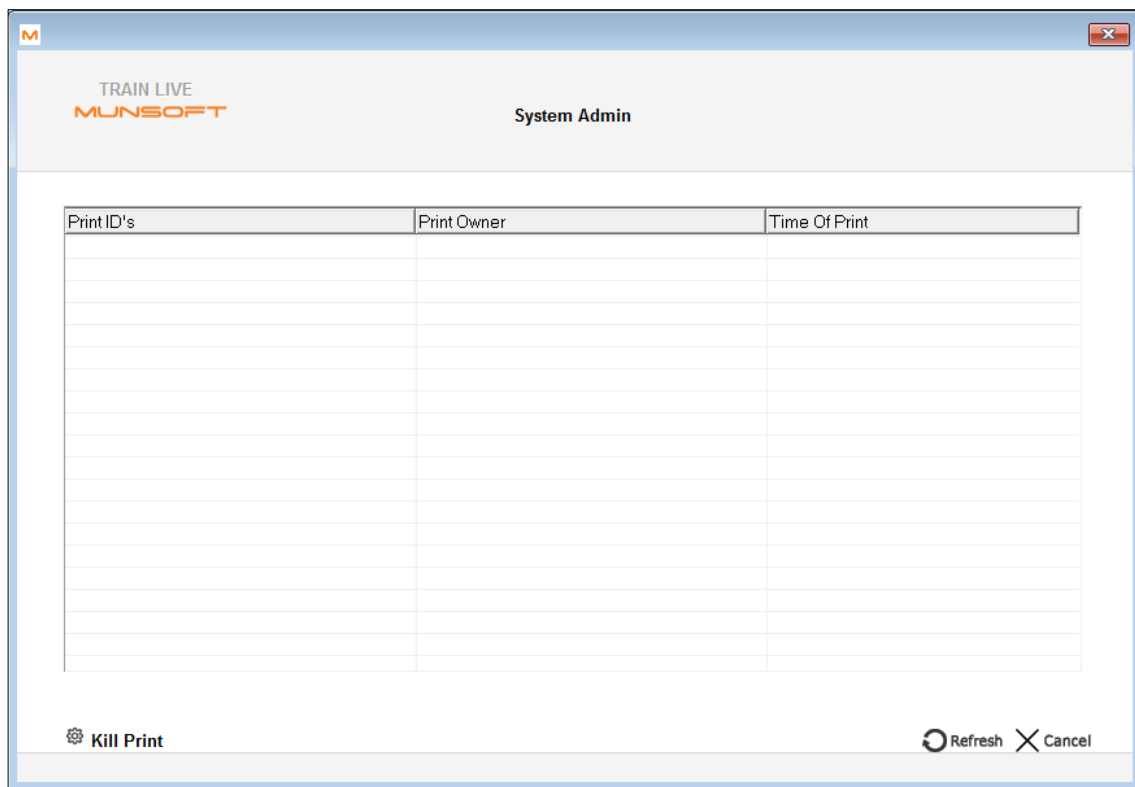 M
TRAIN LIVE
MUNSOFT
System Admin
Print ID's Print Owner Time Of Print
Kill Print Refresh Cancel